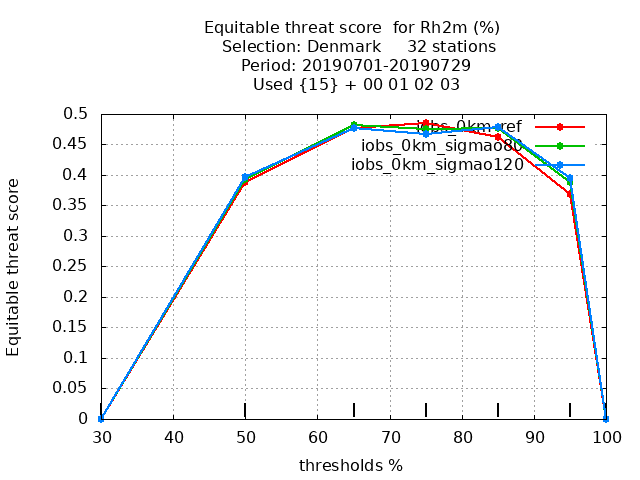 Equitable threat score for Rh2m (%)
Selection: Denmark 32 stations
Period: 20190701-20190729
Used {15} + 00 01 02 03
Equitable threat score
0.5
0.45
0.4
0.35
0.3
0.25
0.2
0.15
0.1
0.05
0
iobs_0km_ref
iobs_0km_sigmao80
iobs_0km_sigmao120
30 40 50 60 70 80 90 100
thresholds %